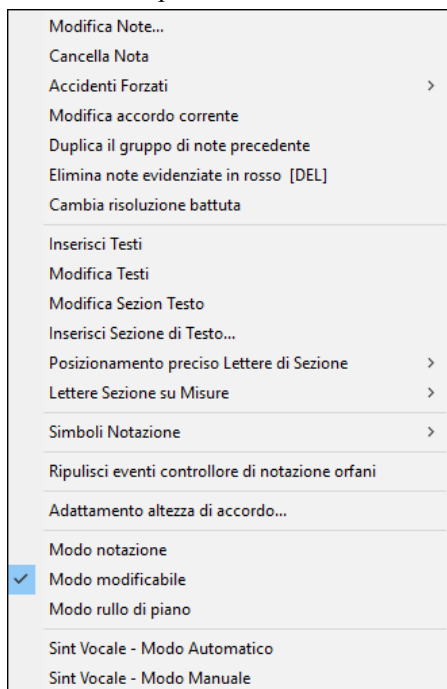 Modifica Note...
Cancella Nota
Accidenti Forzati
Modifica accordo corrente
Duplica il gruppo di note precedente
Elimina note evidenziate in rosso [DEL]
Cambia risoluzione battuta
Inserisci Testi
Modifica Testi
Modifica Sezion Testo
Inserisci Sezione di Testo...
Posizionamento preciso Lettere di Sezione
Lettere Sezione su Misure
Simboli Notazione
Ripulisci eventi controllore di notazione orfani
Adattamento altezza di accordo...
Modo notazione
Modo modificabile
Modo rullo di piano
Sint Vocale - Modo Automatico
Sint Vocale - Modo Manuale